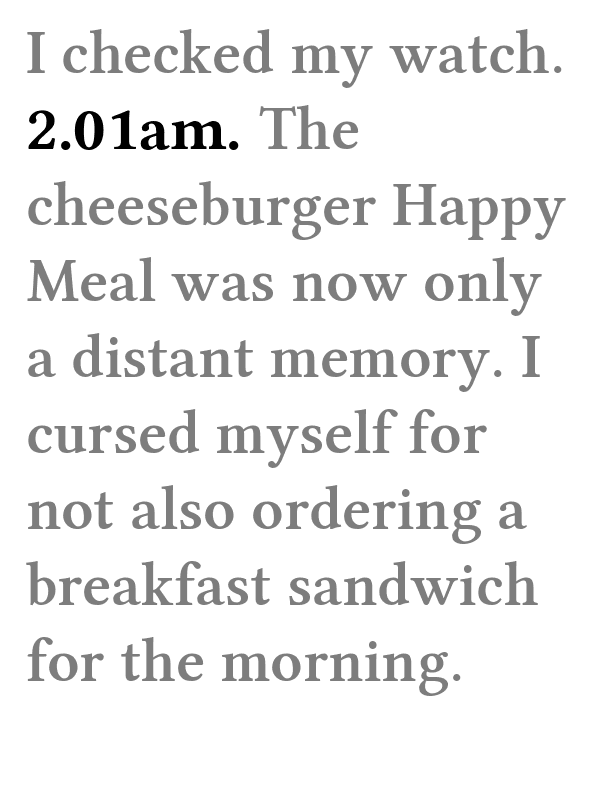 I checked my watch.
2.01am. The
cheeseburger Happy
Meal was now only
a distant memory. I
cursed myself for
not also ordering a
breakfast sandwich
for the morning.